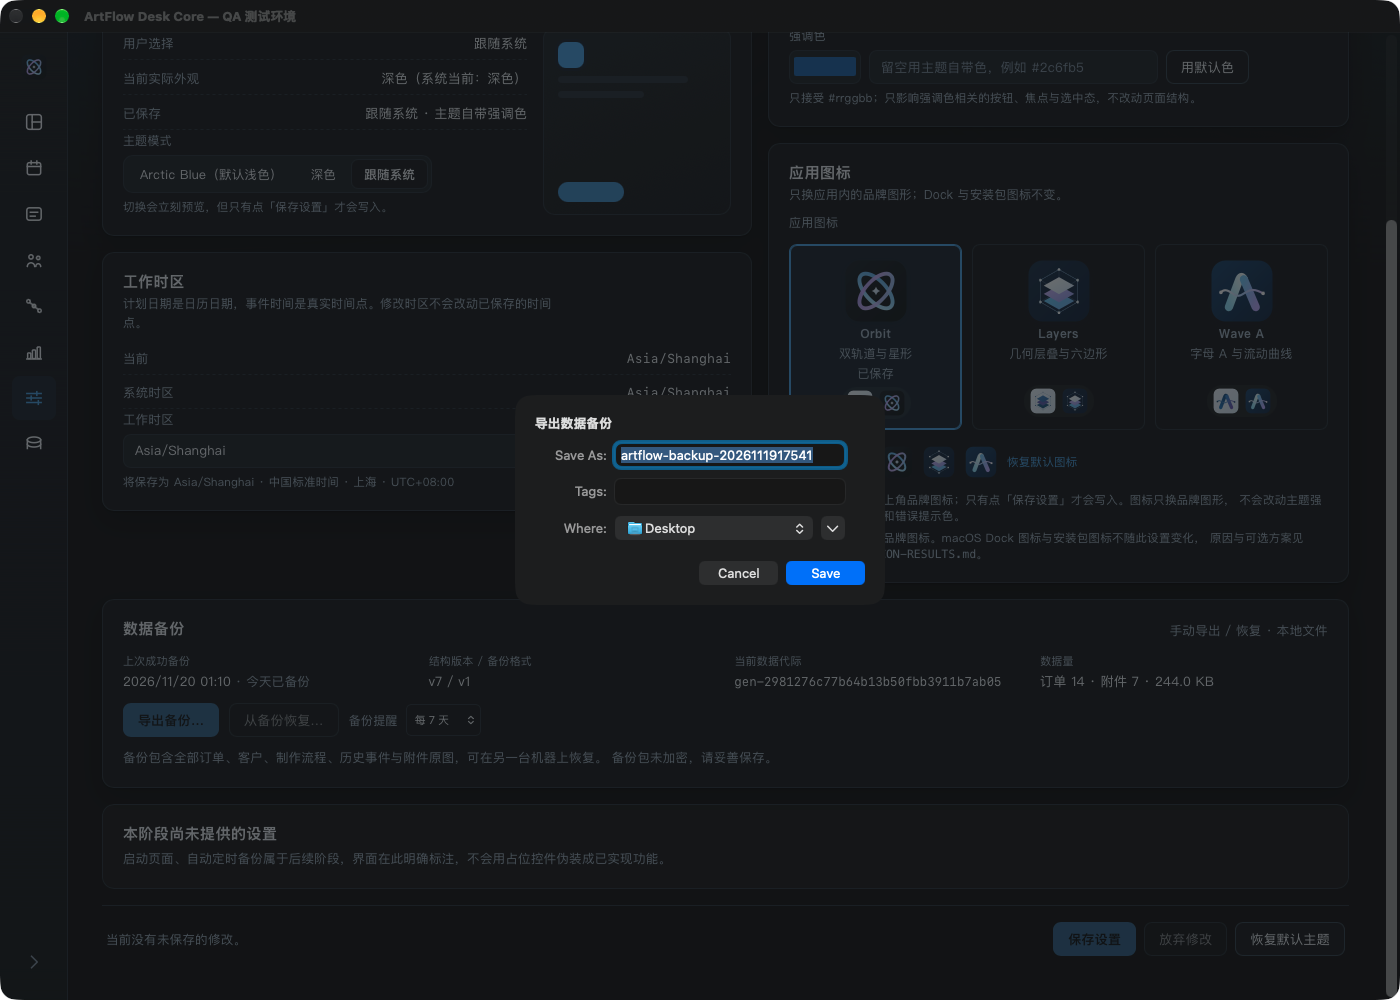 ArtFlow Desk Core — QA 测试环境
用户选择
跟随系统
当前实际外观
深色（系统当前：深色）
已保存
跟随系统 · 主题自带强调色
主题模式
Arctic Blue（默认浅色）
深色
跟随系统
切换会立刻预览，但只有点「保存设置」才会写入。
强调色
留空用主题自带色，例如 #2c6fb5
用默认色
只接受 #rrggbb；只影响强调色相关的按钮、焦点与选中态，不改动页面结构。
工作时区
计划日期是日历日期，事件时间是真实时间点。修改时区不会改动已保存的时间
点。
当前
Asia/Shanghai
系统时区
Asia/Shanghai
工作时区
Asia/Shanghai
将保存为 Asia/Shanghai · 中国标准时间 · 上海 · UTC+08:00
应用图标
只换应用内的品牌图形；Dock 与安装包图标不变。
应用图标
Orbit
双轨道与星形
已保存
Layers
几何层叠与六边形
Wave A
字母 A 与流动曲线
恢复默认图标
上角品牌图标；只有点「保存设置」才会写入。图标只换品牌图形， 不会改动主题强
和错误提示色。
品牌图标。macOS Dock 图标与安装包图标不随此设置变化， 原因与可选方案见
ON-RESULTS.md。
导出数据备份
Save As:
artflow-backup-2026111917541
Tags:
Where:
Desktop
Cancel
Save
数据备份
手动导出 / 恢复 · 本地文件
上次成功备份
结构版本 / 备份格式
当前数据代际
数据量
2026/11/20 01:10 · 今天已备份
v7 / v1
gen-2981276c77b64b13b50fbb3911b7ab05
订单 14 · 附件 7 · 244.0 KB
导出备份…
从备份恢复…
备份提醒
每 7 天
备份包含全部订单、客户、制作流程、历史事件与附件原图，可在另一台机器上恢复。 备份包未加密，请妥善保存。
本阶段尚未提供的设置
启动页面、自动定时备份属于后续阶段，界面在此明确标注，不会用占位控件伪装成已实现功能。
当前没有未保存的修改。
保存设置
放弃修改
恢复默认主题